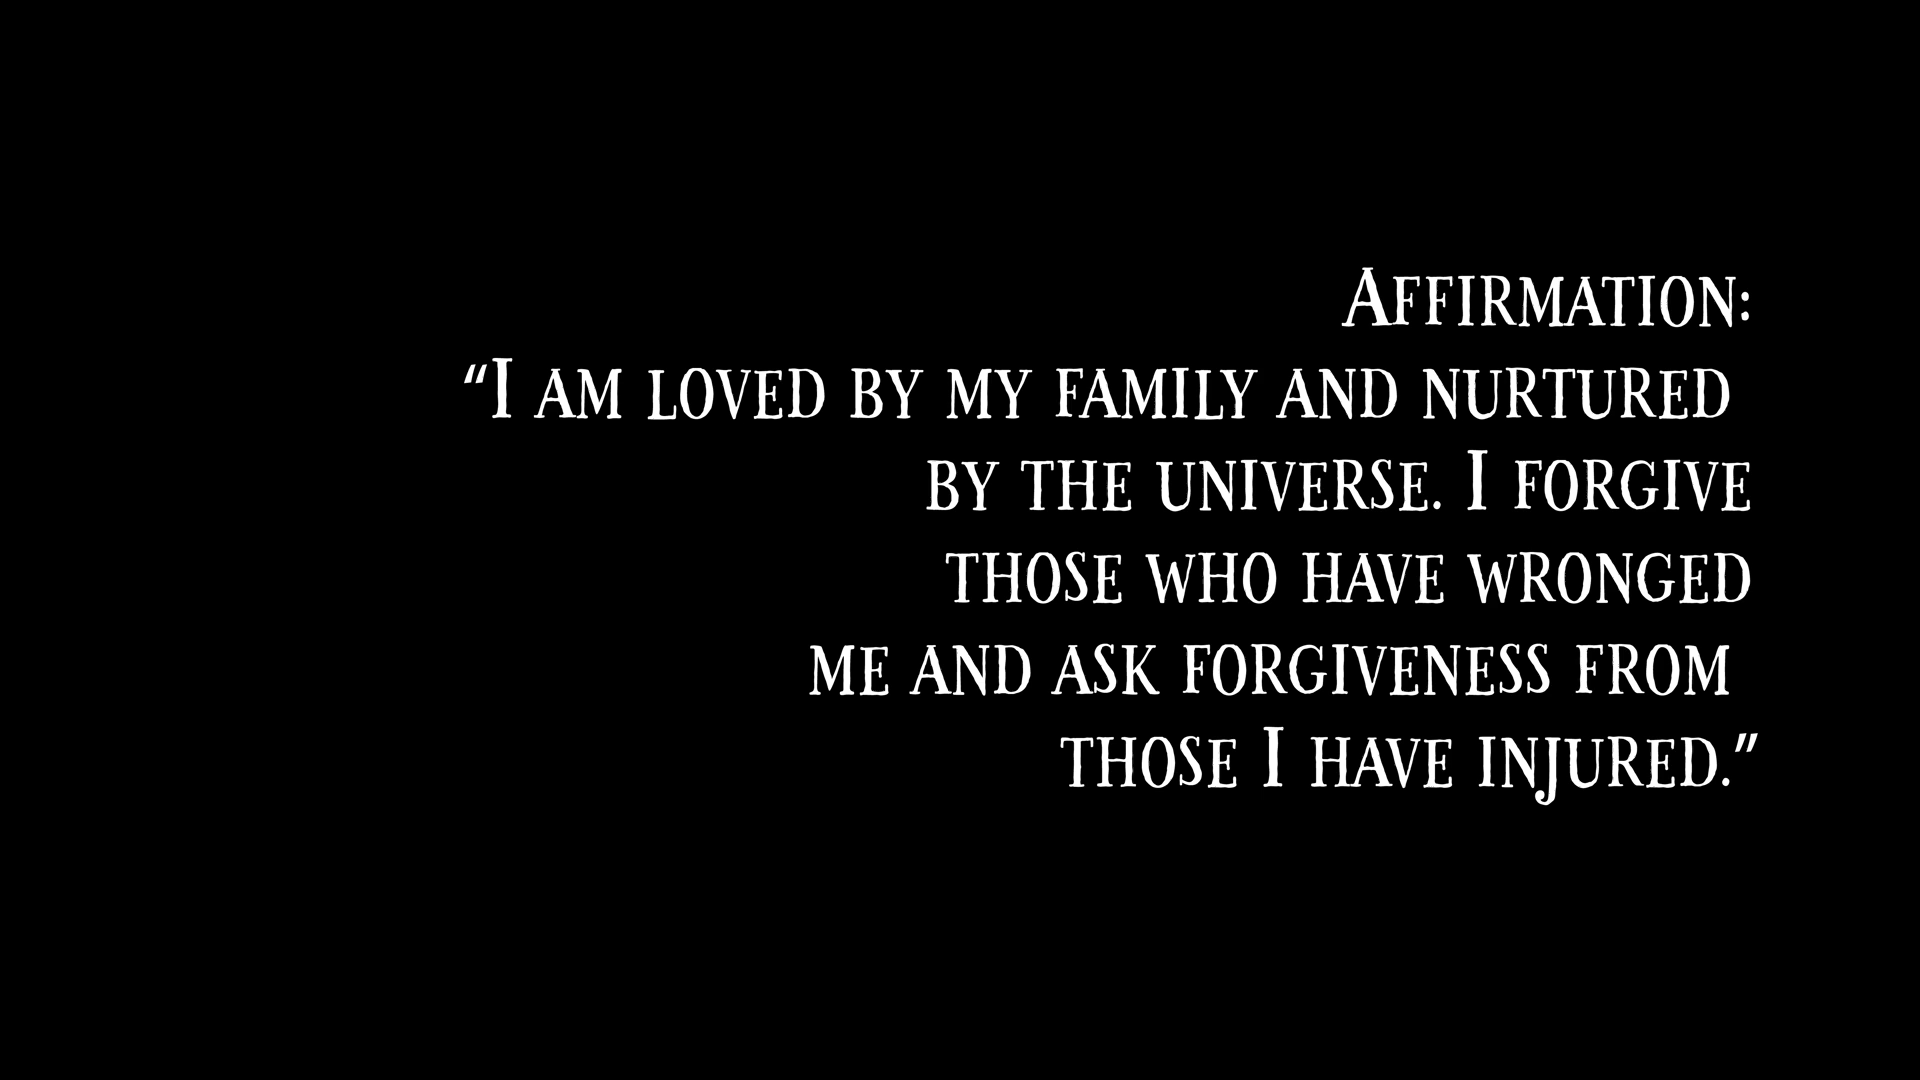 Affirmation:
“I am loved by my family and nurtured
by the universe. I forgive
those who have wronged
me and ask forgiveness from
those I have injured.”